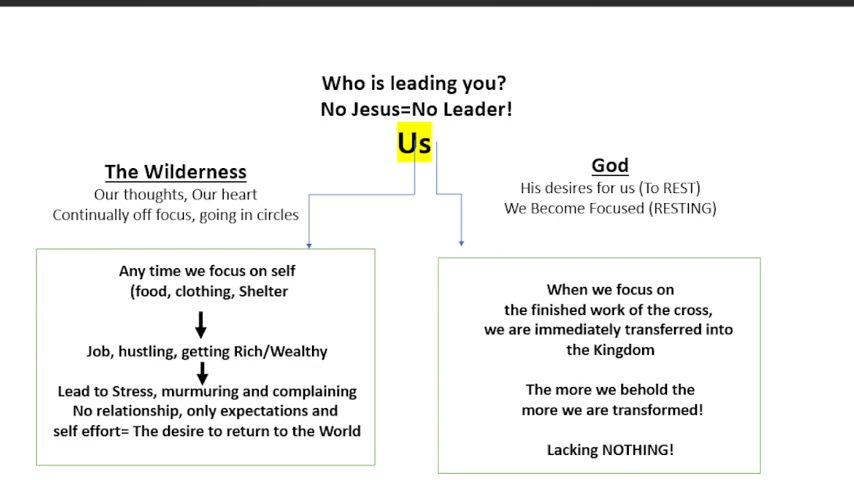 Who is leading you?
No Jesus=No Leader!
Us
The Wilderness
Our thoughts, Our heart
Continually off focus, going in circles
God
His desires for us (To REST)
We Become Focused (RESTING)
Any time we focus on self
(food, clothing, Shelter
Job, hustling, getting Rich/Wealthy
Lead to Stress, murmuring and complaining
No relationship, only expectations and
self effort= The desire to return to the World
When we focus on
the finished work of the cross,
we are immediately transferred into
the Kingdom
The more we behold the
more we are transformed!
Lacking NOTHING!